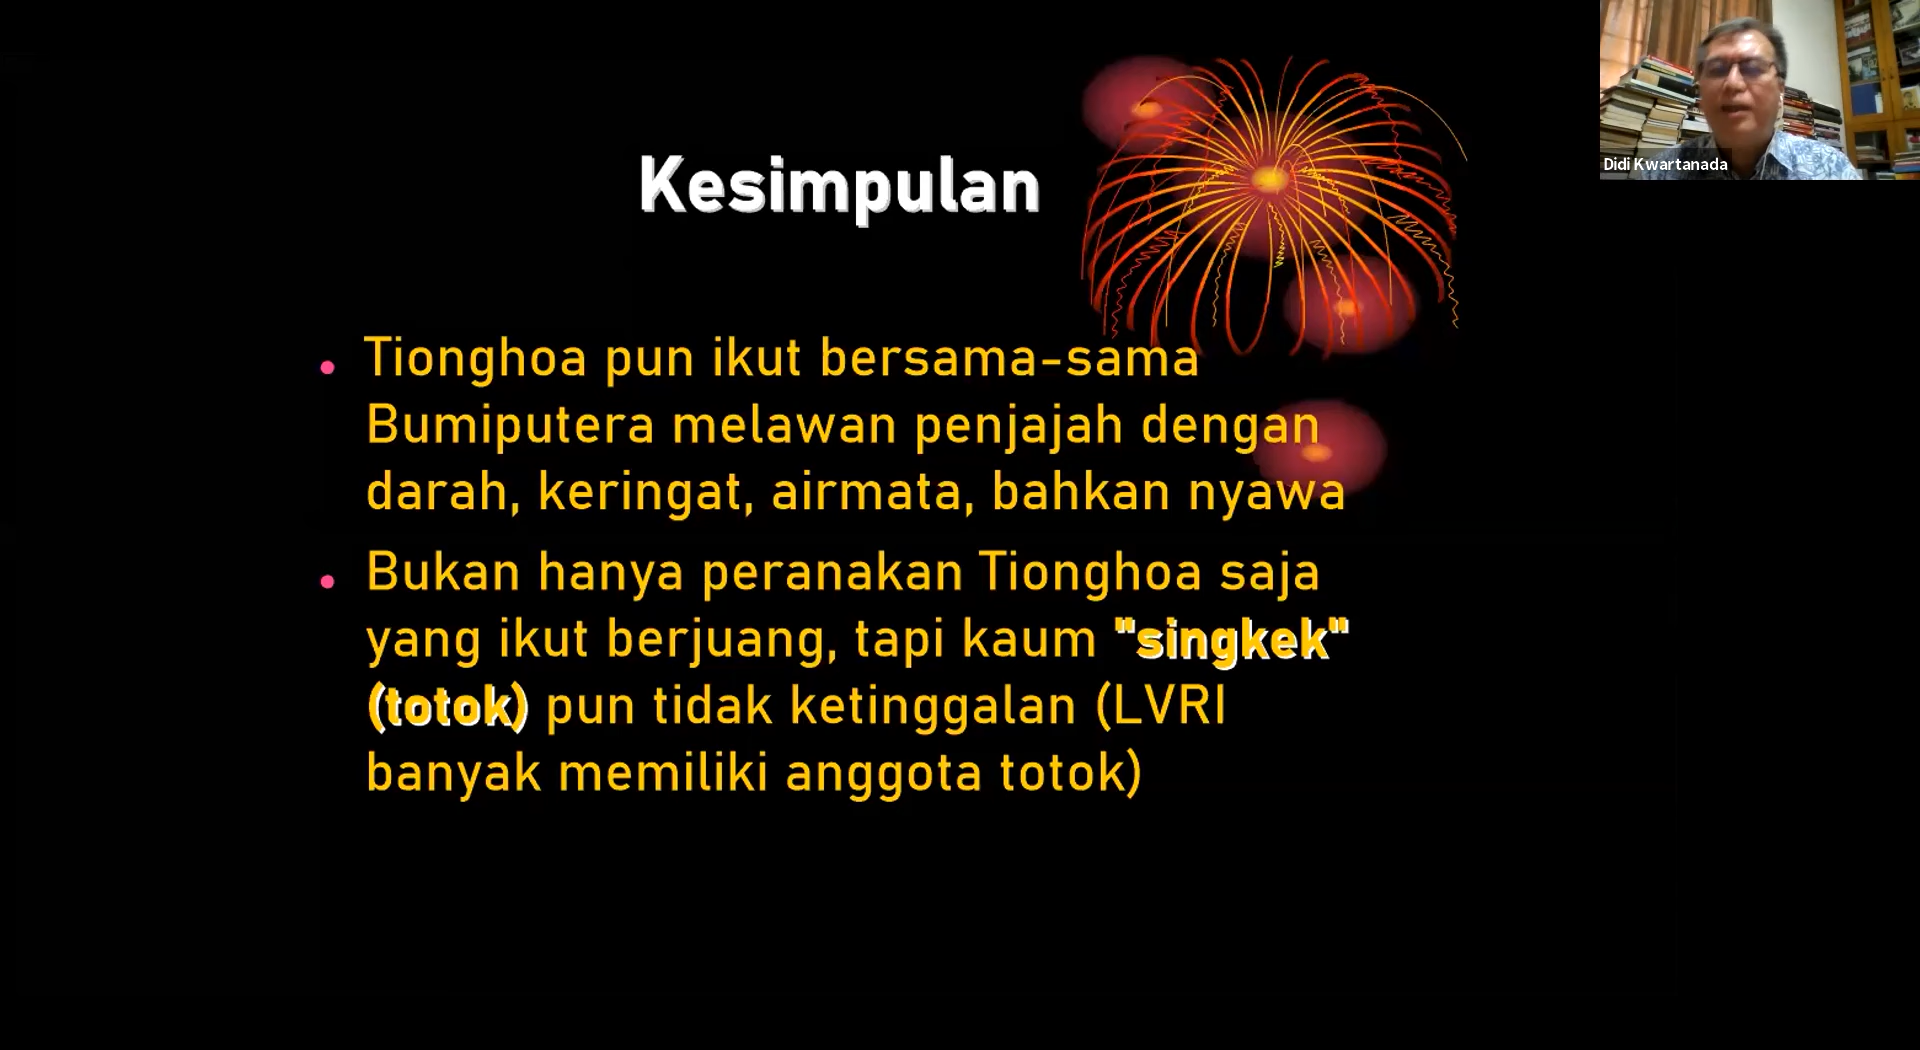 Kesimpulan
Didi Kwartanada
• Tionghoa pun ikut bersama-sama
Bumiputera melawan penjajah dengan
darah, keringat, airmata, bahkan nyawa
• Bukan hanya peranakan Tionghoa saja
yang ikut berjuang, tapi kaum "singkek"
(totok) pun tidak ketinggalan (LVRI
banyak memiliki anggota totok)